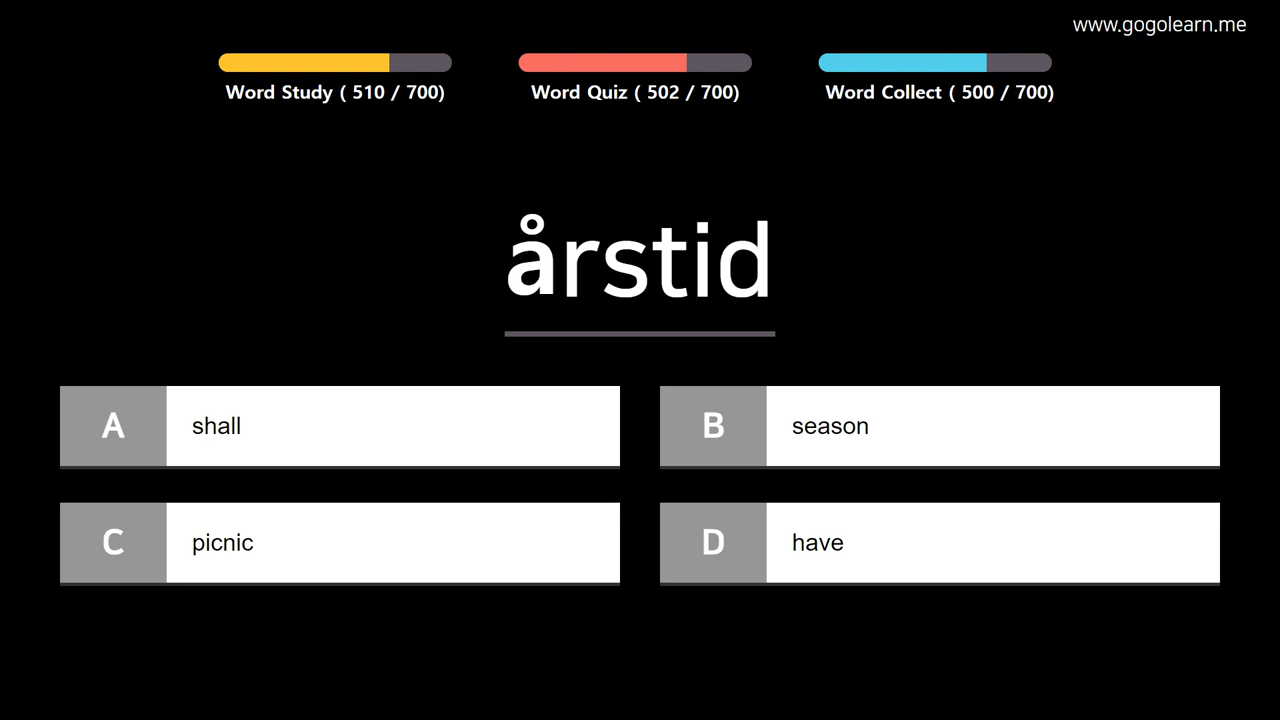 www.gogolearn.me
Word Study ( 510 / 700)
Word Quiz ( 502 / 700)
Word Collect ( 500 / 700)
årstid
A shall
B season
C picnic
D have